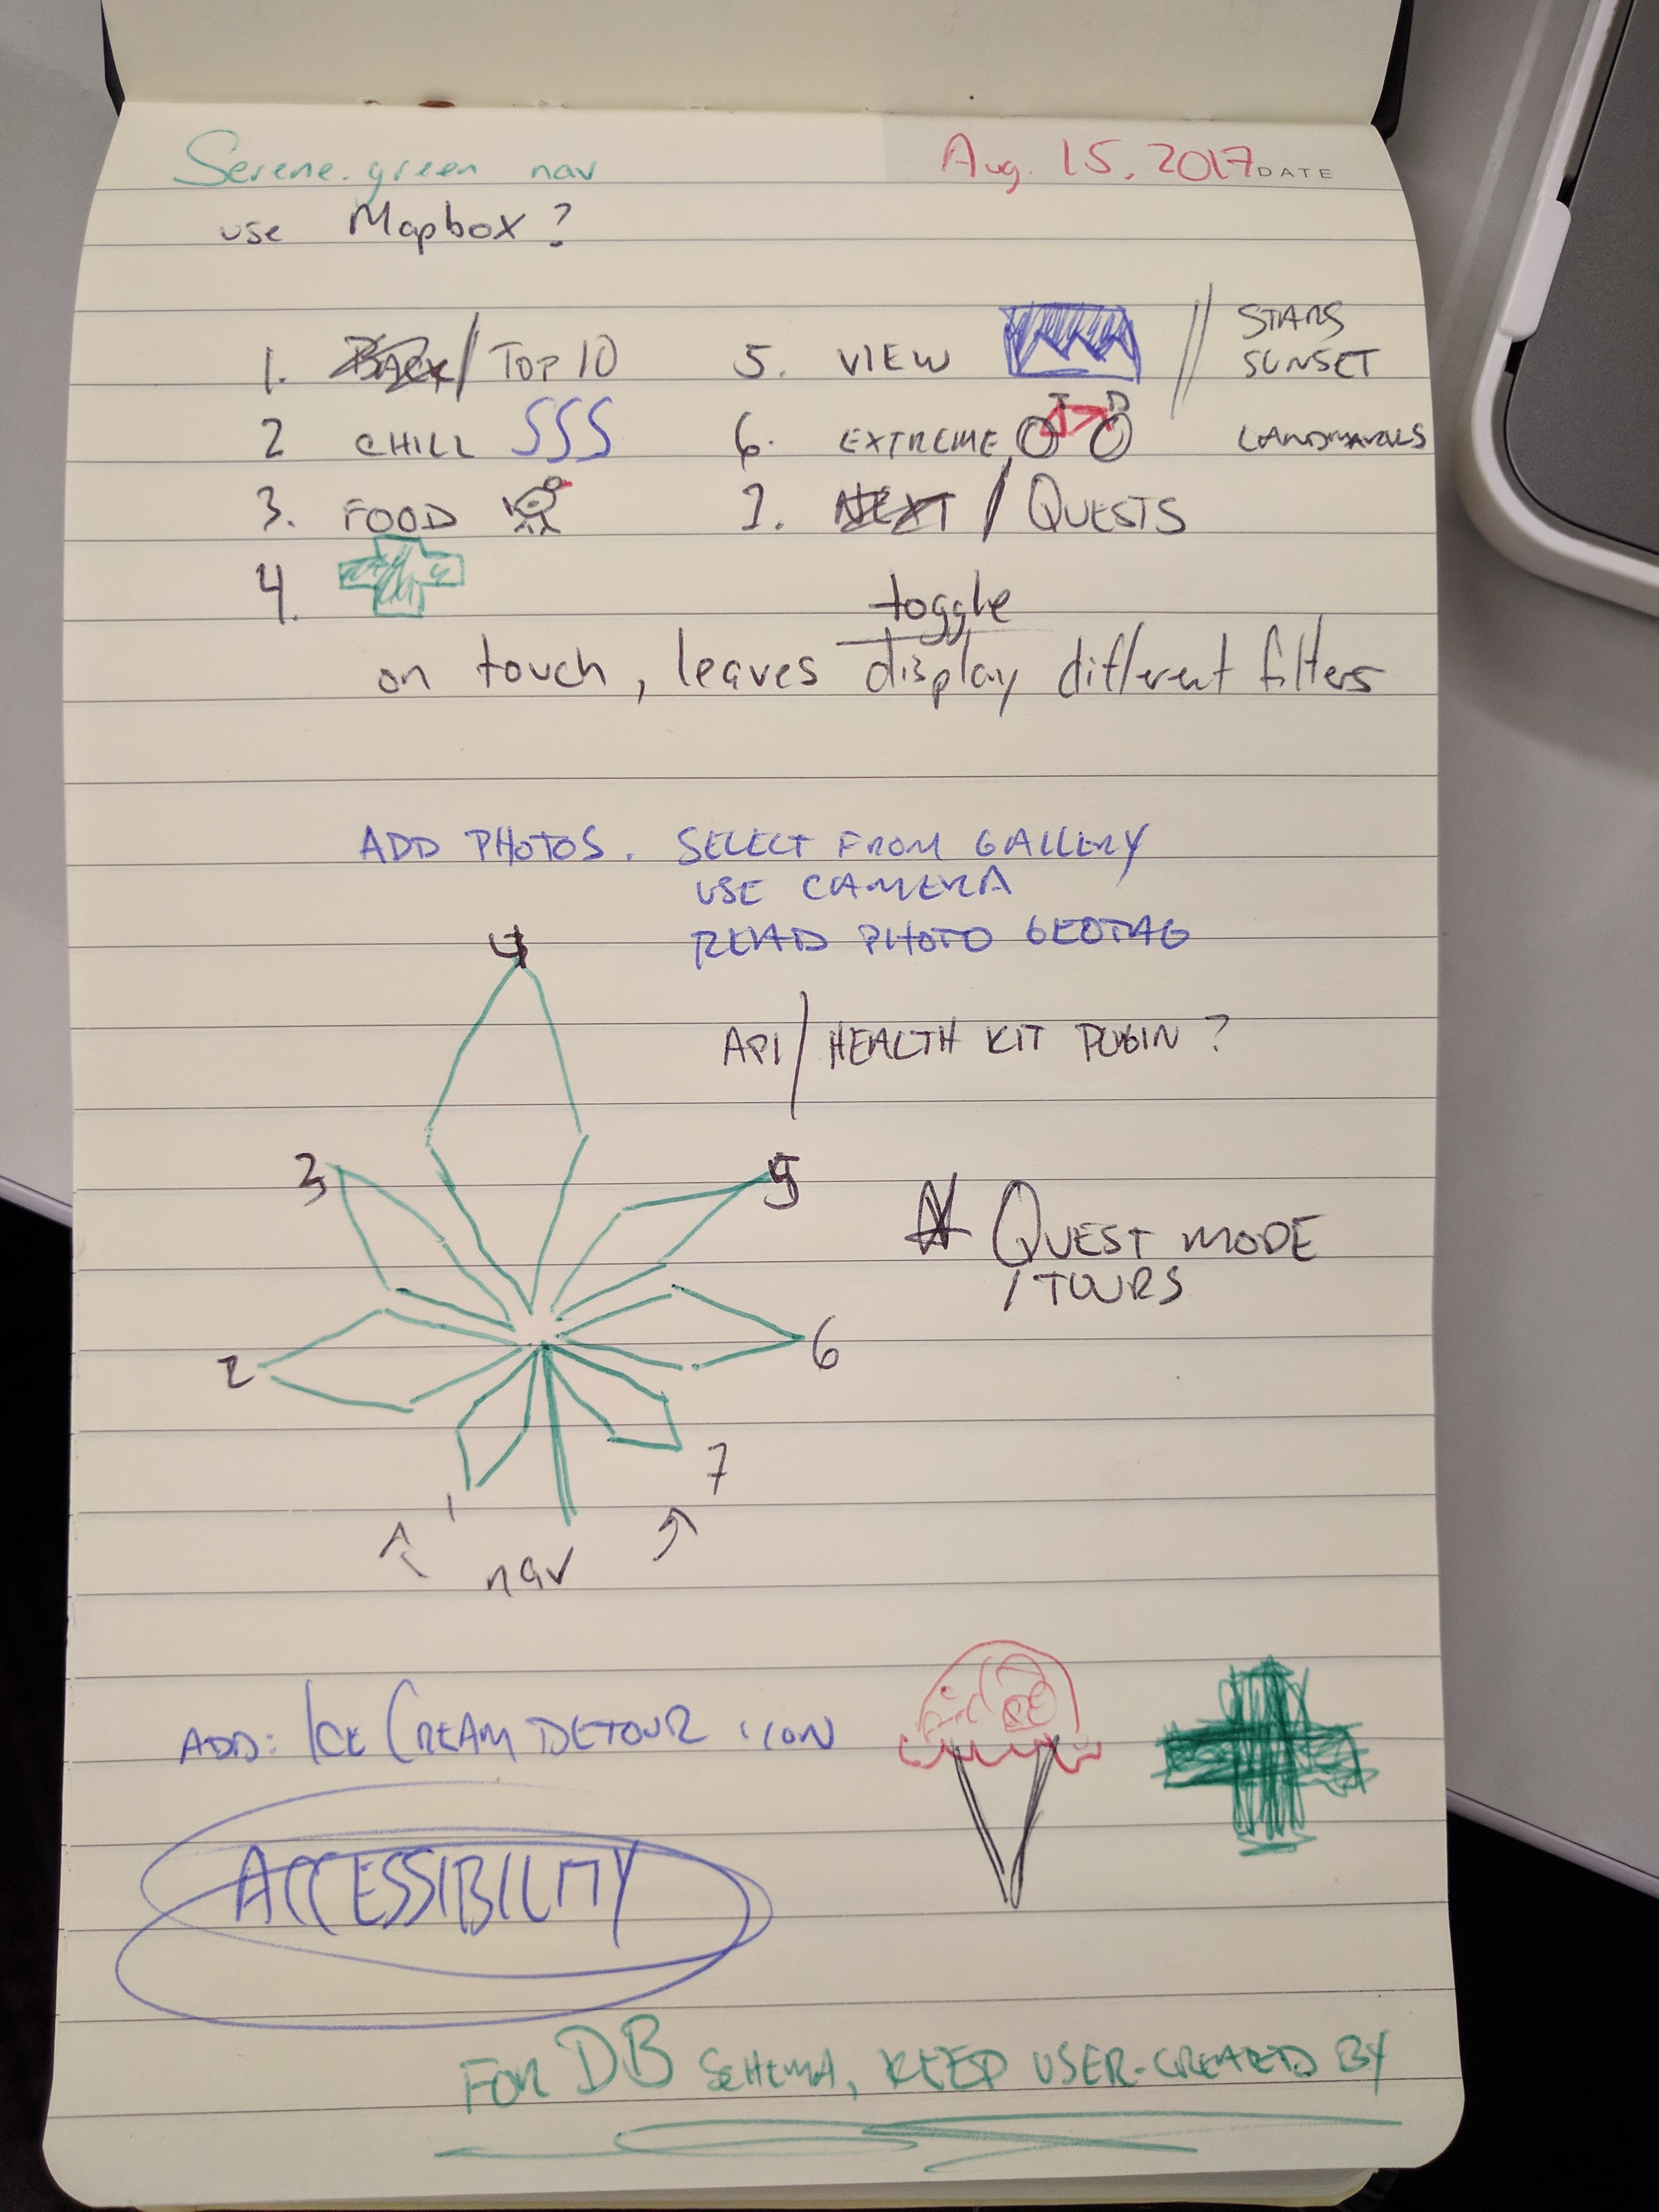 Serene.green nav
Aug. 15, 2017 DATE
use Mapbox?
1. BACK / TOP 10
2 CHILL
3. FOOD
4.
5. VIEW
6. EXTREME
7. NEXT / QUESTS
STARS
SUNSET
LANDMARKS
toggle
on touch, leaves display different filters
ADD PHOTOS. SELECT FROM GALLERY
USE CAMERA
READ PHOTO GEOTAG
API / HEALTH KIT PLUGIN?
4
3
5
2
6
1
7
nav
QUEST MODE
/ TOURS
ADD: ICE CREAM DETOUR ICON
ACCESSIBILITY
FOR DB SCHEMA, KEEP USER-CREATED BY